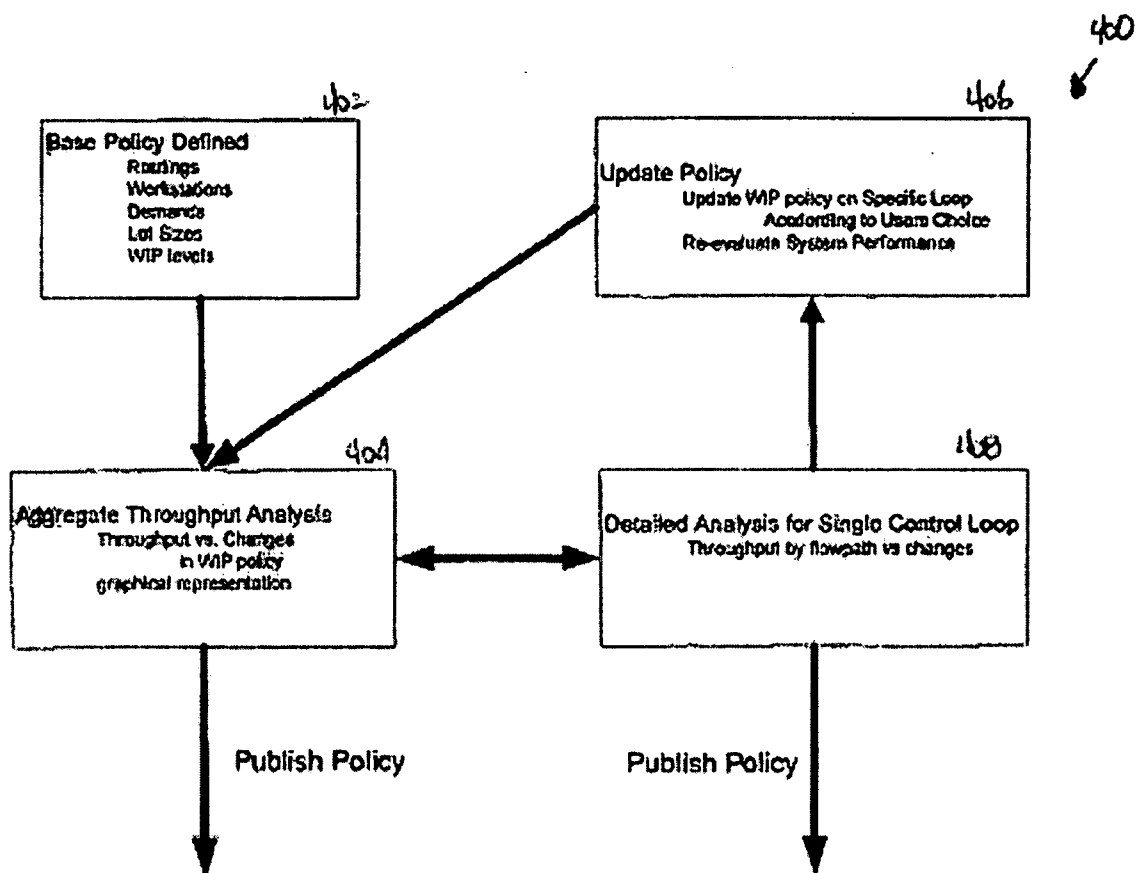 400
402
Base Policy Defined
Routings
Workstations
Demands
Lot Sizes
WIP levels
406
Update Policy
Update WIP policy on Specific Loop
According to Users Choice
Re-evaluate System Performance
404
Aggregate Throughput Analysis
Throughput vs. Changes
in WIP policy
graphical representation
408
Detailed Analysis for Single Control Loop
Throughput by flowpath vs changes
Publish Policy
Publish Policy